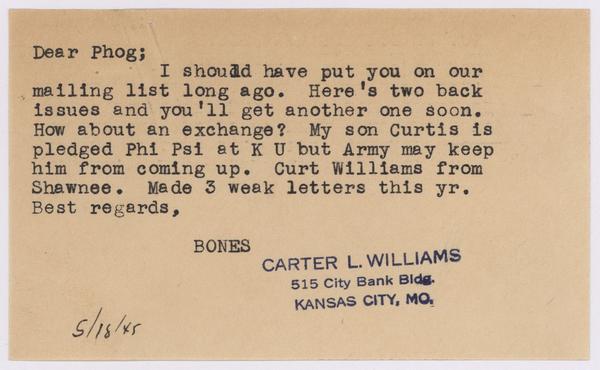 Dear Phog;
I should have put you on our
mailing list long ago. Here's two back
issues and you'll get another one soon.
How about an exchange? My son Curtis is
pledged Phi Psi at K U but Army may keep
him from coming up. Curt Williams from
Shawnee. Made 3 weak letters this yr.
Best regards,
BONES
CARTER L. WILLIAMS
515 City Bank Bldg.
KANSAS CITY, MO.
5/18/45